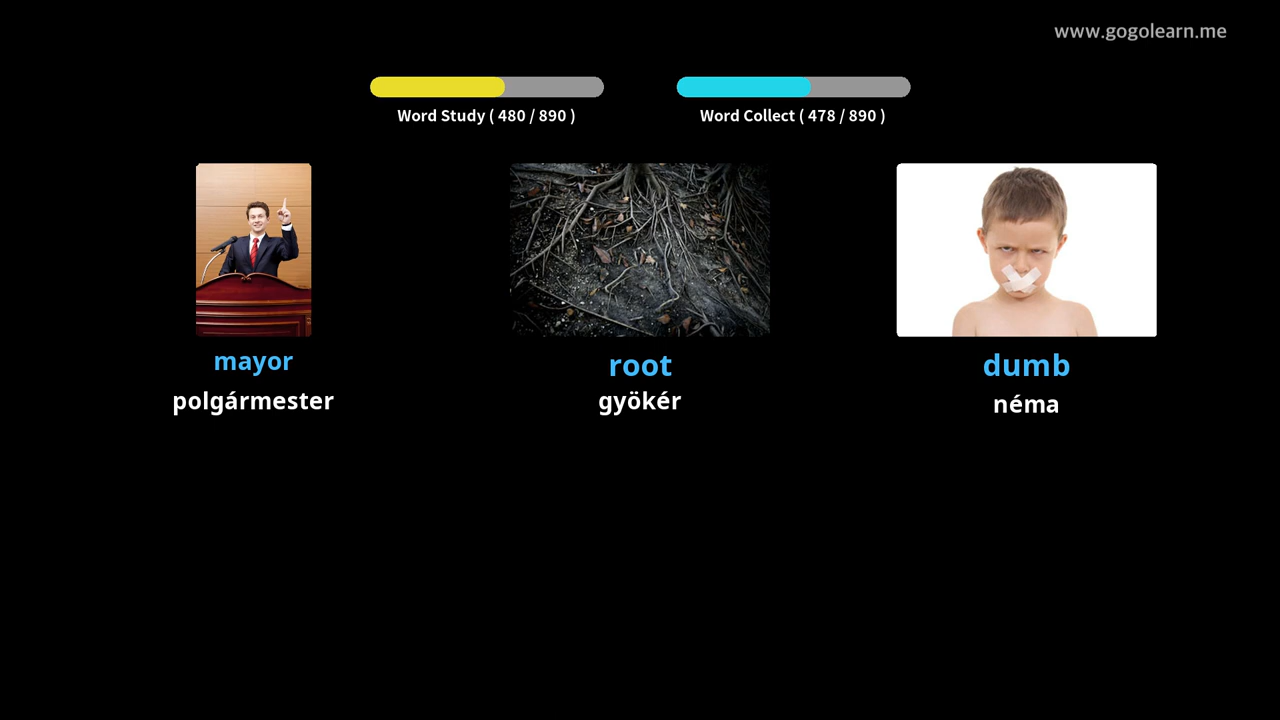 www.gogolearn.me
Word Study ( 480 / 890 )
Word Collect ( 478 / 890 )
mayor
polgármester
root
gyökér
dumb
néma